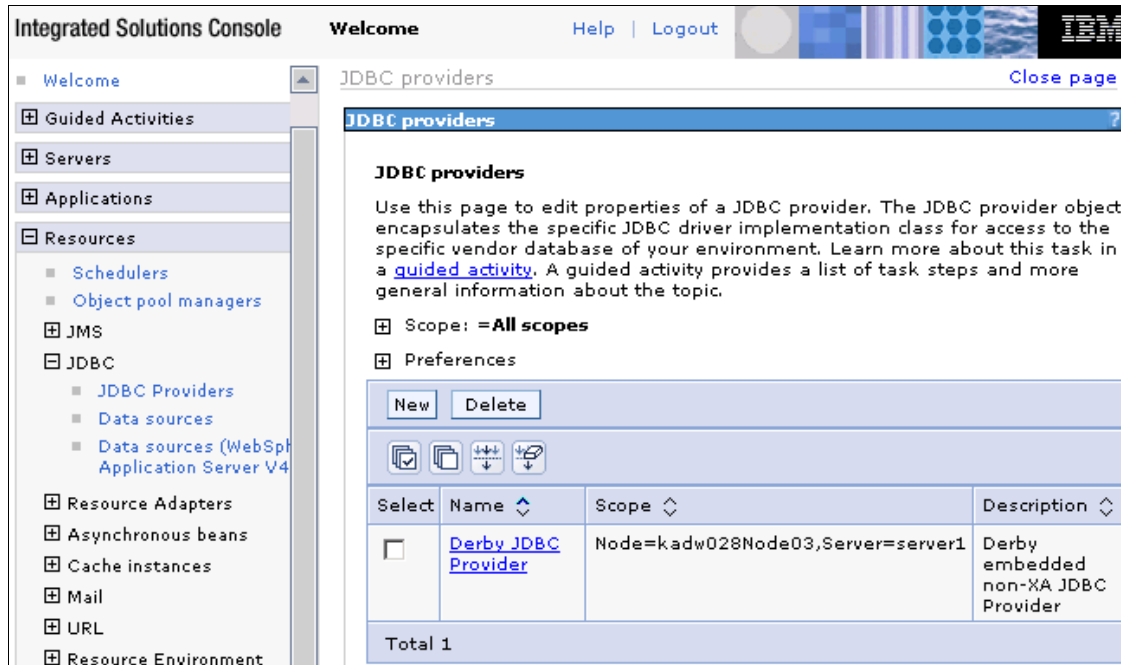 Integrated Solutions Console Welcome Help | Logout IBM
Welcome
Guided Activities
Servers
Applications
Resources
Schedulers
Object pool managers
JMS
JDBC
JDBC Providers
Data sources
Data sources (WebSph
Application Server V4
Resource Adapters
Asynchronous beans
Cache instances
Mail
URL
Resource Environment
JDBC providers Close page
JDBC providers ?
JDBC providers
Use this page to edit properties of a JDBC provider. The JDBC provider object
encapsulates the specific JDBC driver implementation class for access to the
specific vendor database of your environment. Learn more about this task in
a guided activity. A guided activity provides a list of task steps and more
general information about the topic.
Scope: =All scopes
Preferences
New Delete
Select Name Scope Description
Derby JDBC Provider Node=kadw028Node03,Server=server1 Derby embedded non-XA JDBC Provider
Total 1